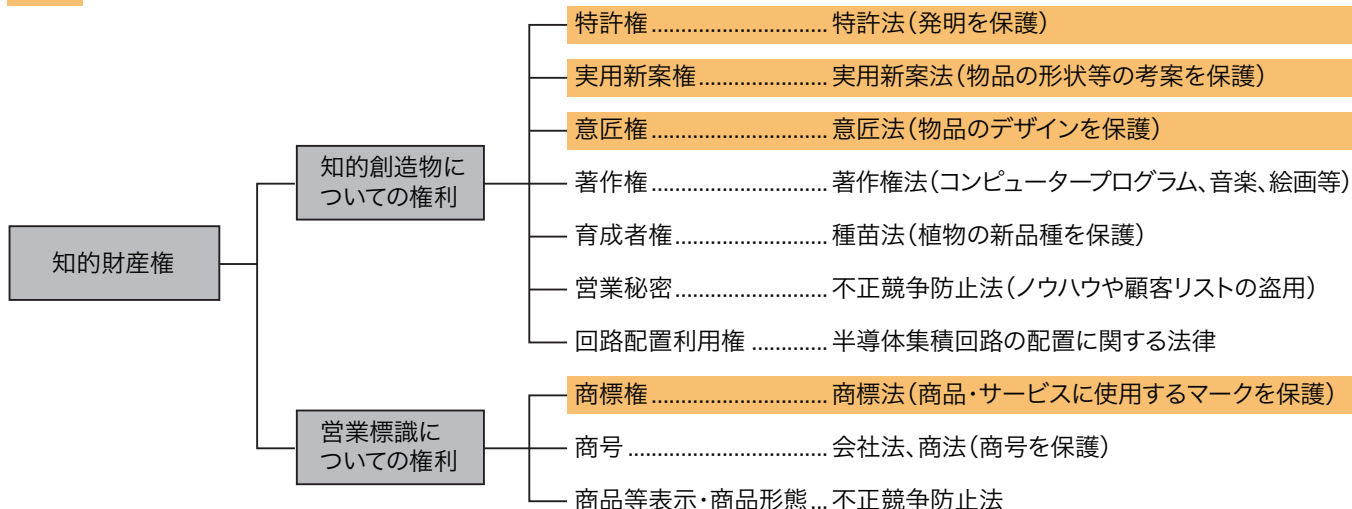 特許権 .............................. 特許法(発明を保護)
実用新案権 ...................... 実用新案法(物品の形状等の考案を保護)
意匠権 .............................. 意匠法(物品のデザインを保護)
知的創造物に
ついての権利
著作権 .............................. 著作権法(コンピュータープログラム、音楽、絵画等)
育成者権 .......................... 種苗法(植物の新品種を保護)
知的財産権
営業秘密 .......................... 不正競争防止法(ノウハウや顧客リストの盗用)
回路配置利用権 ............. 半導体集積回路の配置に関する法律
商標権 .............................. 商標法(商品・サービスに使用するマークを保護)
営業標識に
ついての権利
商号 .................................. 会社法、商法(商号を保護)
商品等表示・商品形態 ... 不正競争防止法